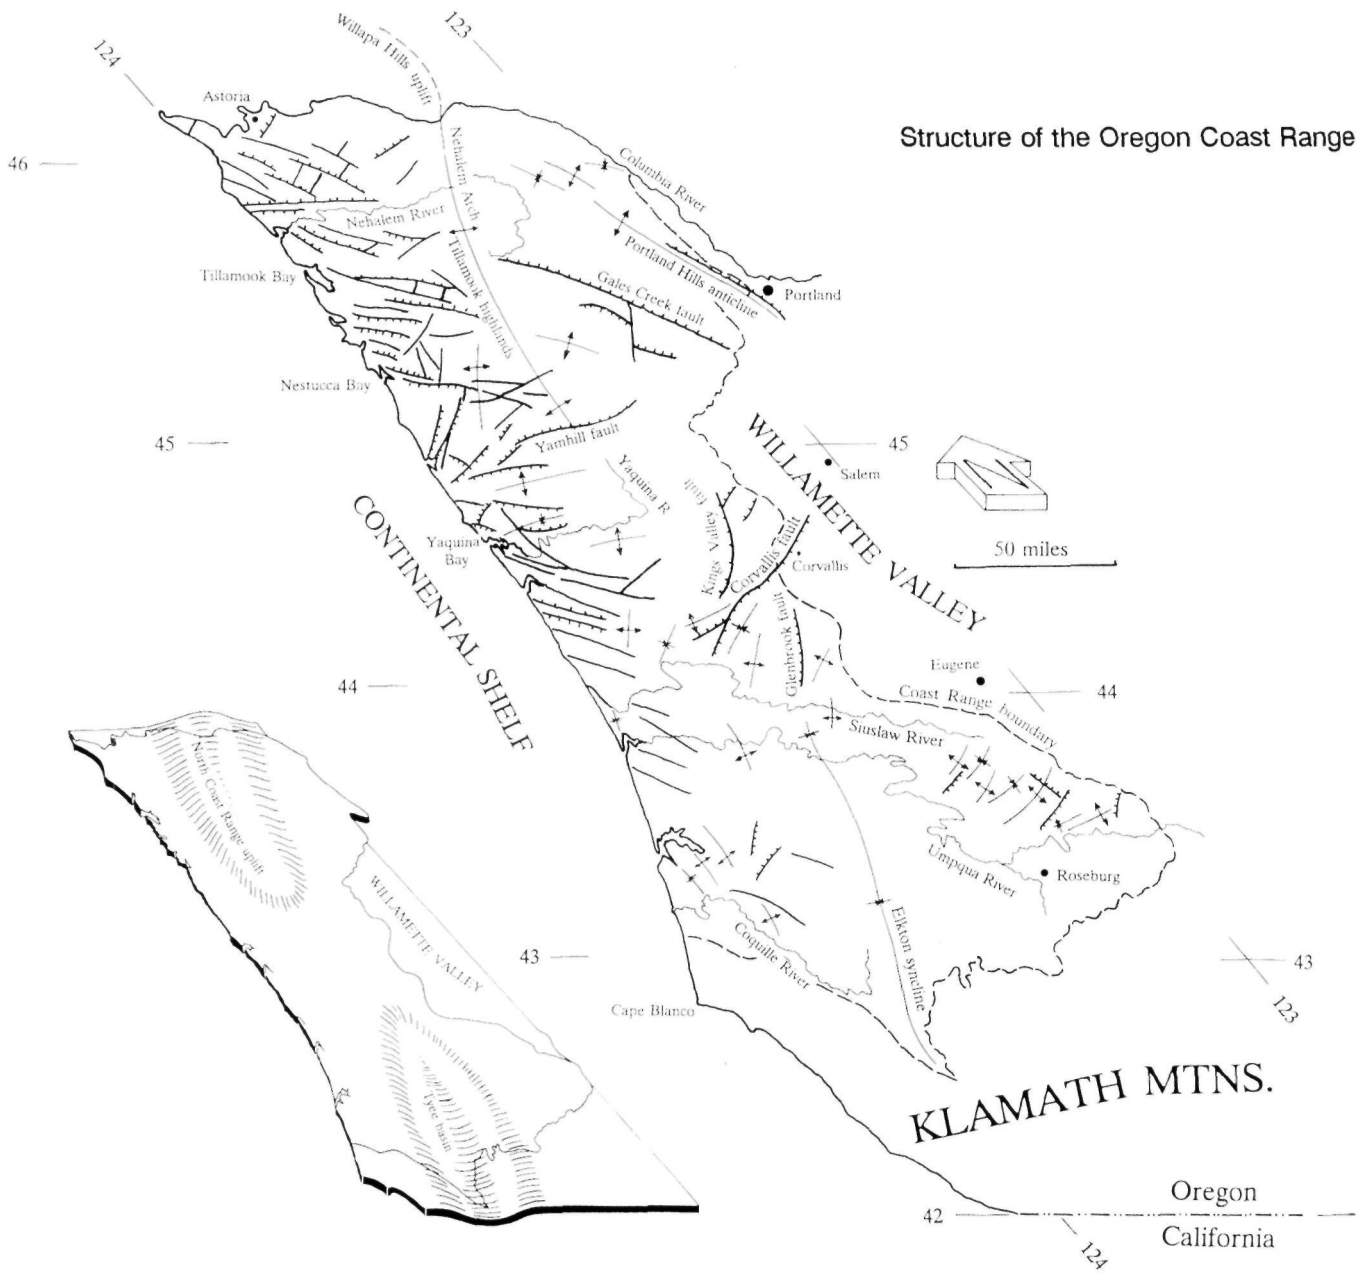 Structure of the Oregon Coast Range
Willapa Hills uplift
123
124
Astoria
46
Nehalem Arch
Columbia River
Nehalem River
Tillamook highlands
Portland Hills anticline
Tillamook Bay
Gales Creek fault
Portland
Nestucca Bay
45
Yamhill fault
WILLAMETTE VALLEY
45
Salem
N
Yaquina R
Kings Valley fault
CONTINENTAL SHELF
Yaquina
Bay
Corvallis fault
Corvallis
50 miles
Glenbrook fault
Eugene
44
Coast Range boundary
44
Siuslaw River
North Coast Range uplift
Umpqua River
Roseburg
WILLAMETTE VALLEY
Elkton syncline
Coquille River
43
43
123
Cape Blanco
Tyee basin
KLAMATH MTNS.
Oregon
42
California
124